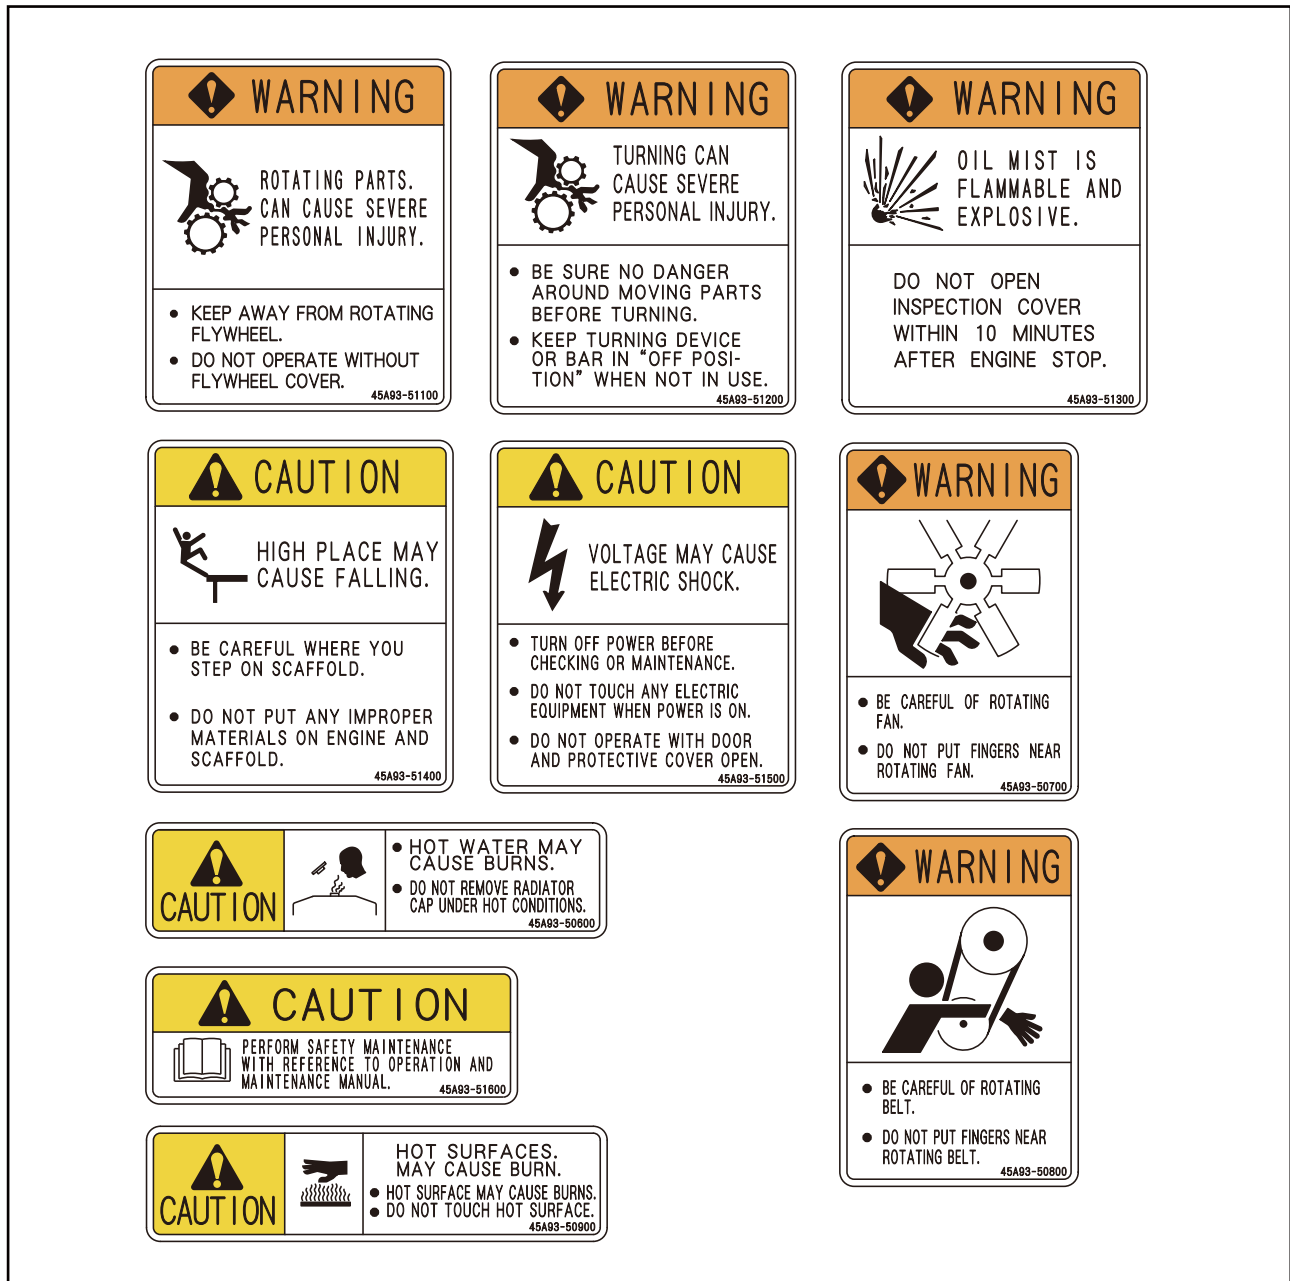 WARNING
ROTATING PARTS.
CAN CAUSE SEVERE
PERSONAL INJURY.
● KEEP AWAY FROM ROTATING
FLYWHEEL.
● DO NOT OPERATE WITHOUT
FLYWHEEL COVER.
45A93-51100
WARNING
TURNING CAN
CAUSE SEVERE
PERSONAL INJURY.
● BE SURE NO DANGER
AROUND MOVING PARTS
BEFORE TURNING.
● KEEP TURNING DEVICE
OR BAR IN “OFF POSI-
TION” WHEN NOT IN USE.
45A93-51200
WARNING
OIL MIST IS
FLAMMABLE AND
EXPLOSIVE.
DO NOT OPEN
INSPECTION COVER
WITHIN 10 MINUTES
AFTER ENGINE STOP.
45A93-51300
CAUTION
HIGH PLACE MAY
CAUSE FALLING.
● BE CAREFUL WHERE YOU
STEP ON SCAFFOLD.
● DO NOT PUT ANY IMPROPER
MATERIALS ON ENGINE AND
SCAFFOLD.
45A93-51400
CAUTION
VOLTAGE MAY CAUSE
ELECTRIC SHOCK.
● TURN OFF POWER BEFORE
CHECKING OR MAINTENANCE.
● DO NOT TOUCH ANY ELECTRIC
EQUIPMENT WHEN POWER IS ON.
● DO NOT OPERATE WITH DOOR
AND PROTECTIVE COVER OPEN.
45A93-51500
WARNING
● BE CAREFUL OF ROTATING
FAN.
● DO NOT PUT FINGERS NEAR
ROTATING FAN.
45A93-50700
CAUTION
● HOT WATER MAY
CAUSE BURNS.
● DO NOT REMOVE RADIATOR
CAP UNDER HOT CONDITIONS.
45A93-50600
WARNING
● BE CAREFUL OF ROTATING
BELT.
● DO NOT PUT FINGERS NEAR
ROTATING BELT.
45A93-50800
CAUTION
PERFORM SAFETY MAINTENANCE
WITH REFERENCE TO OPERATION AND
MAINTENANCE MANUAL.
45A93-51600
CAUTION
HOT SURFACES.
MAY CAUSE BURN.
● HOT SURFACE MAY CAUSE BURNS.
● DO NOT TOUCH HOT SURFACE.
45A93-50900